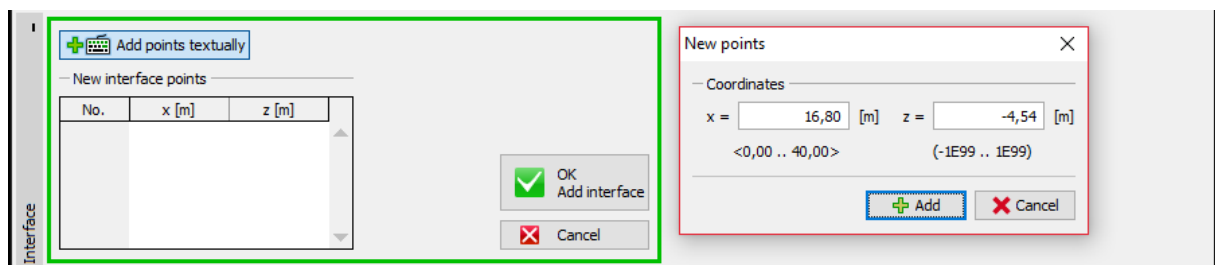 Add points textually
New interface points
No. x [m] z [m]
OK
Add interface
Cancel
Interface
New points
Coordinates
x = 16,80 [m] z = -4,54 [m]
<0,00 .. 40,00> (-1E99 .. 1E99)
Add Cancel